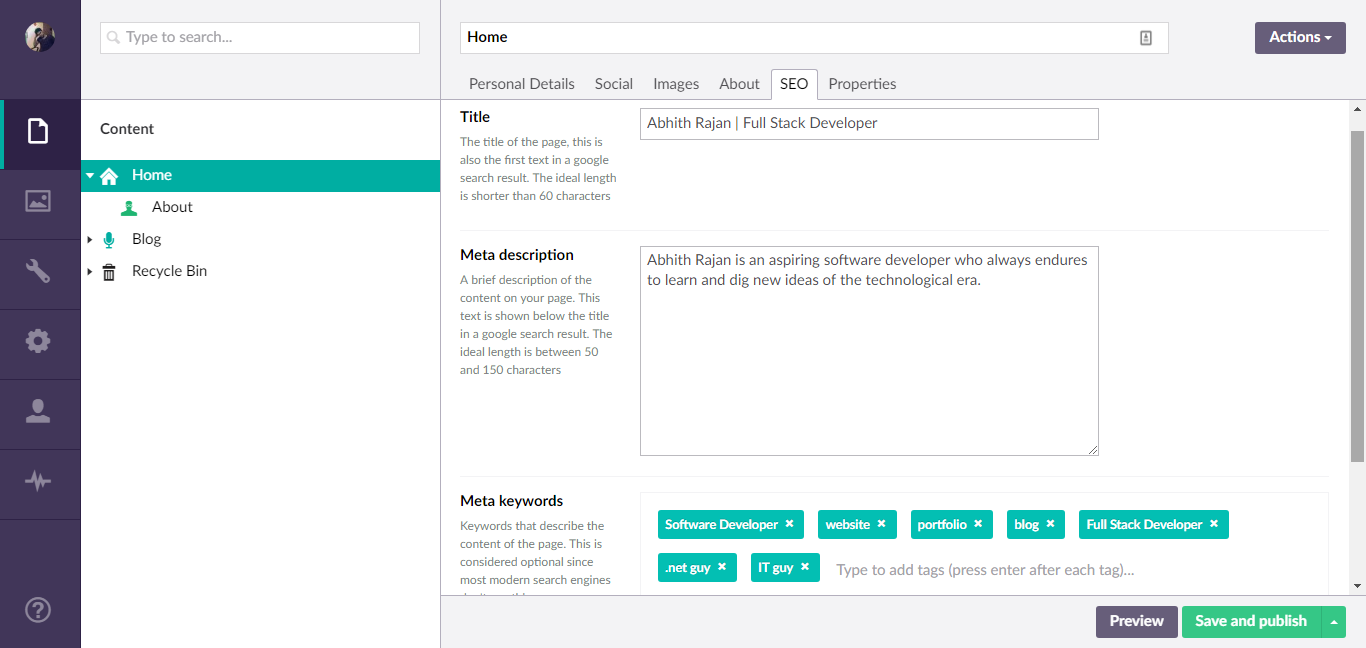 Type to search...
Home
Actions
Personal Details Social Images About SEO Properties
Content
Home
About
Blog
Recycle Bin
Title
The title of the page, this is
also the first text in a google
search result. The ideal length
is shorter than 60 characters
Abhith Rajan | Full Stack Developer
Meta description
A brief description of the
content on your page. This
text is shown below the title
in a google search result. The
ideal length is between 50
and 150 characters
Abhith Rajan is an aspiring software developer who always endures
to learn and dig new ideas of the technological era.
Meta keywords
Keywords that describe the
content of the page. This is
considered optional since
most modern search engines
Software Developer × website × portfolio × blog × Full Stack Developer ×
.net guy × IT guy × Type to add tags (press enter after each tag)...
Preview
Save and publish